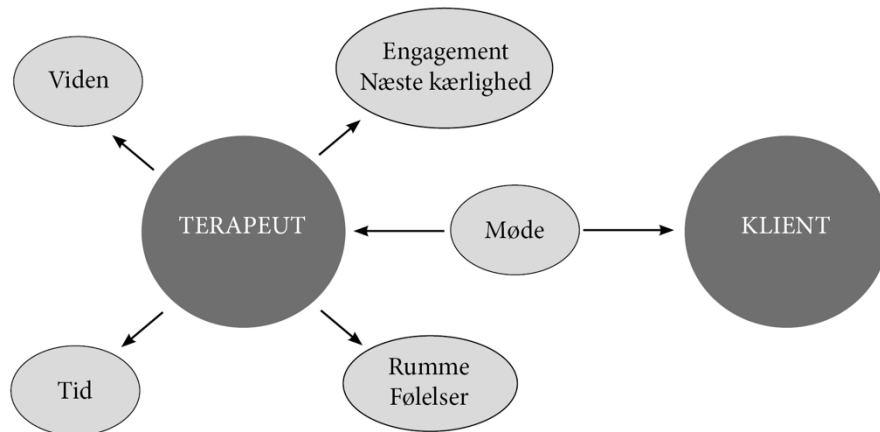 Viden
Engagement
Næste kærlighed
TERAPEUT
Møde
KLIENT
Tid
Rumme
Følelser